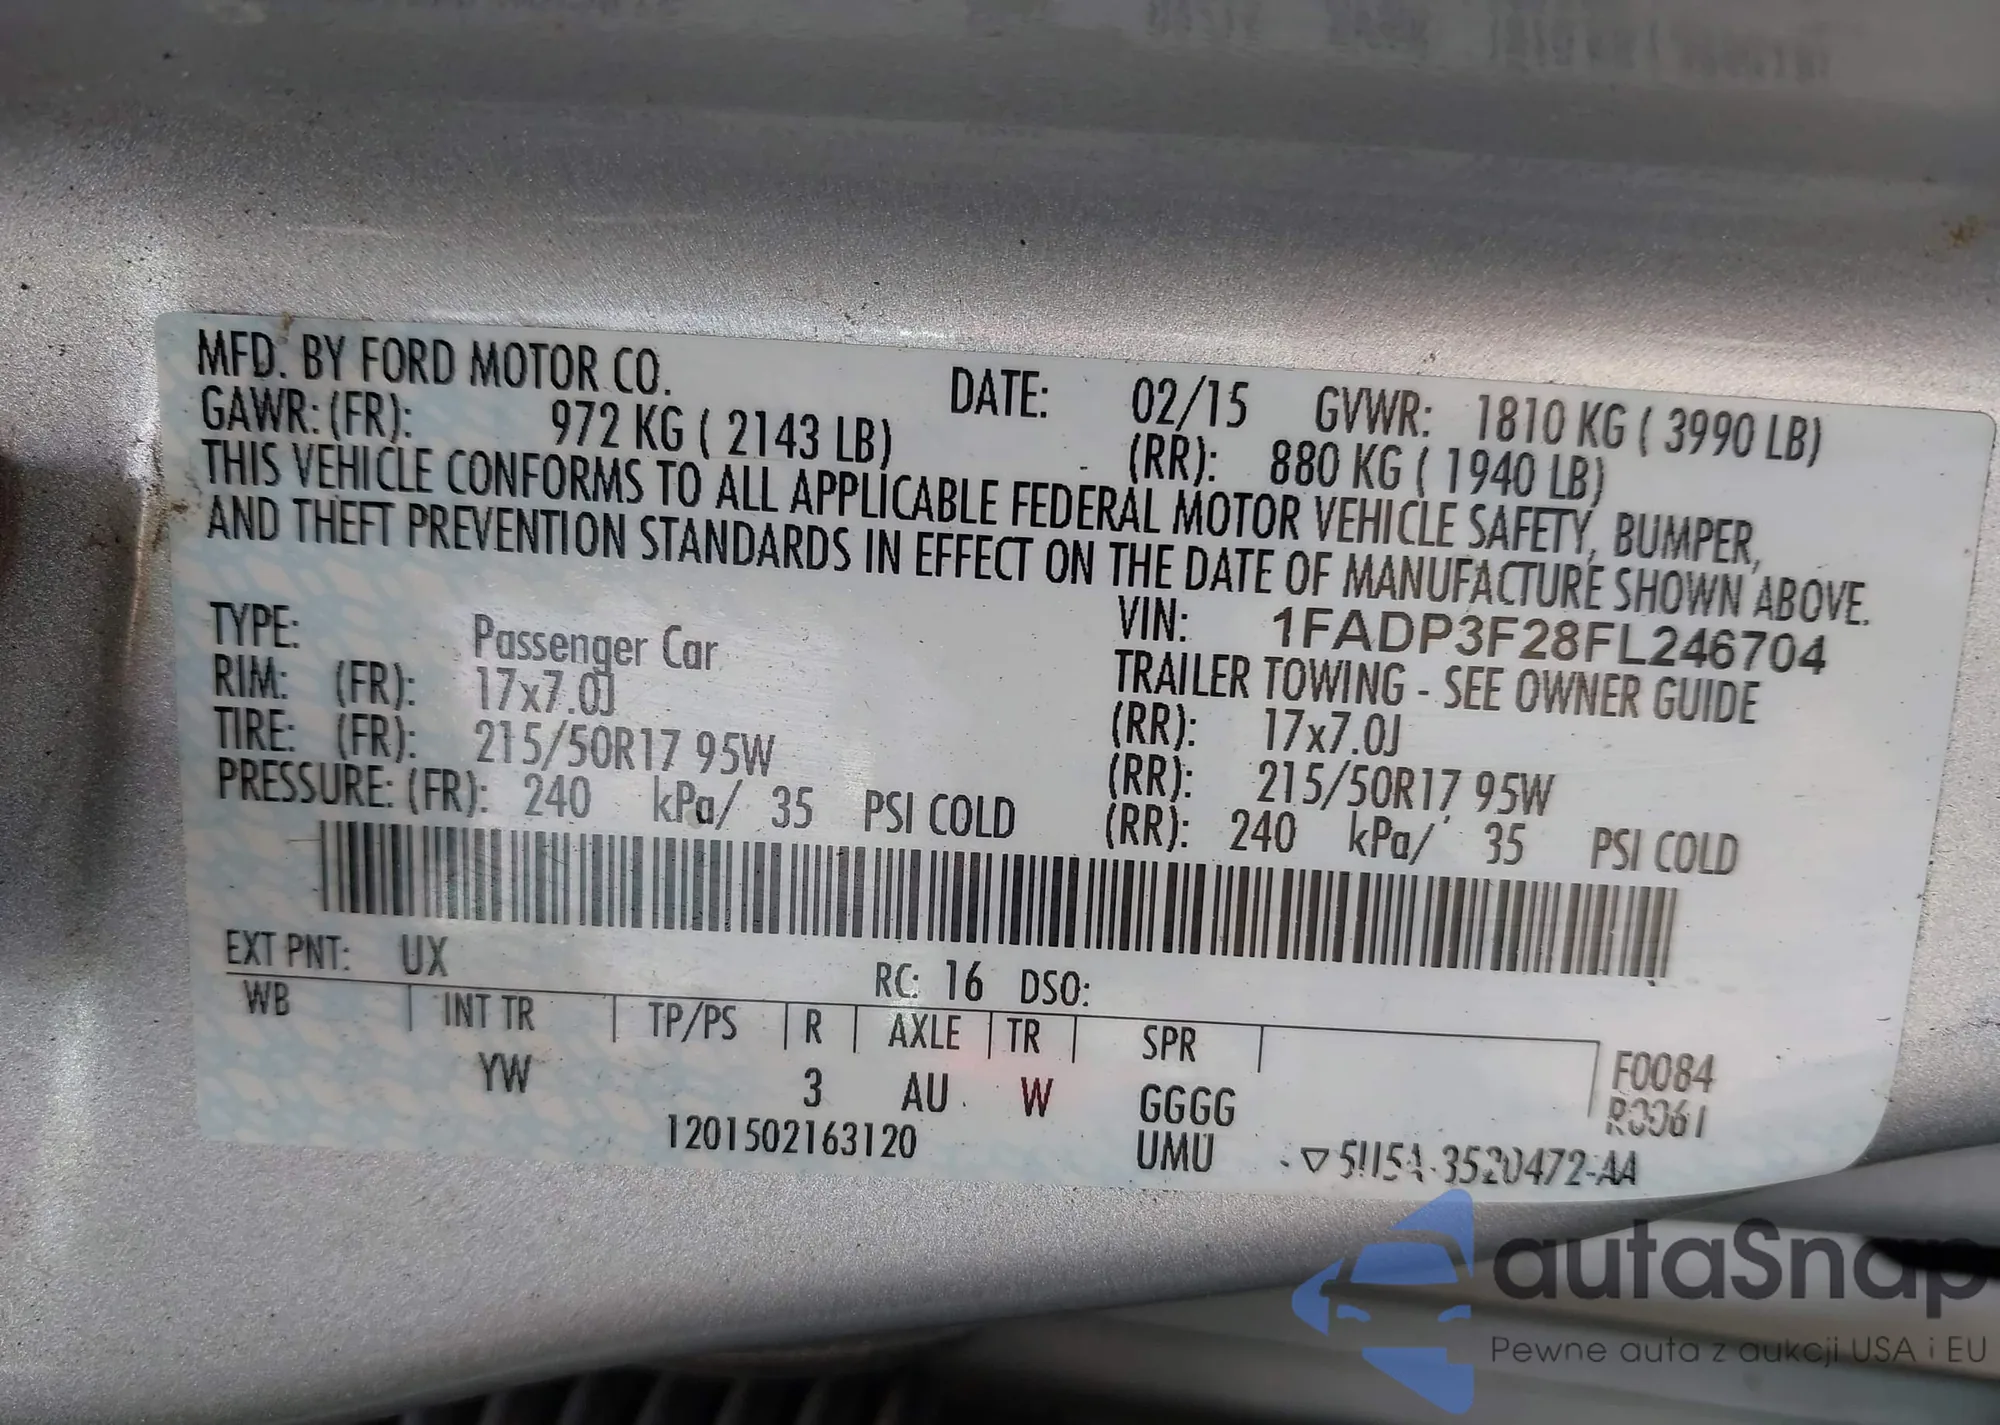 MFD. BY FORD MOTOR CO. DATE: 02/15 GVWR: 1810 KG ( 3990 LB)
GAWR: (FR): 972 KG ( 2143 LB) (RR): 880 KG ( 1940 LB)
THIS VEHICLE CONFORMS TO ALL APPLICABLE FEDERAL MOTOR VEHICLE SAFETY, BUMPER,
AND THEFT PREVENTION STANDARDS IN EFFECT ON THE DATE OF MANUFACTURE SHOWN ABOVE.
VIN: 1FADP3F28FL246704
TYPE: Passenger Car TRAILER TOWING - SEE OWNER GUIDE
RIM: (FR): 17x7.0J (RR): 17x7.0J
TIRE: (FR): 215/50R17 95W (RR): 215/50R17 95W
PRESSURE: (FR): 240 kPa/ 35 PSI COLD (RR): 240 kPa/ 35 PSI COLD
EXT PNT: UX RC: 16 DSO:
WB INT TR TP/PS R AXLE TR SPR F0084
YW 3 AU W GGGG R0061
1201502163120 UMU
autaSnap
Pewne auta z aukcji USA i EU